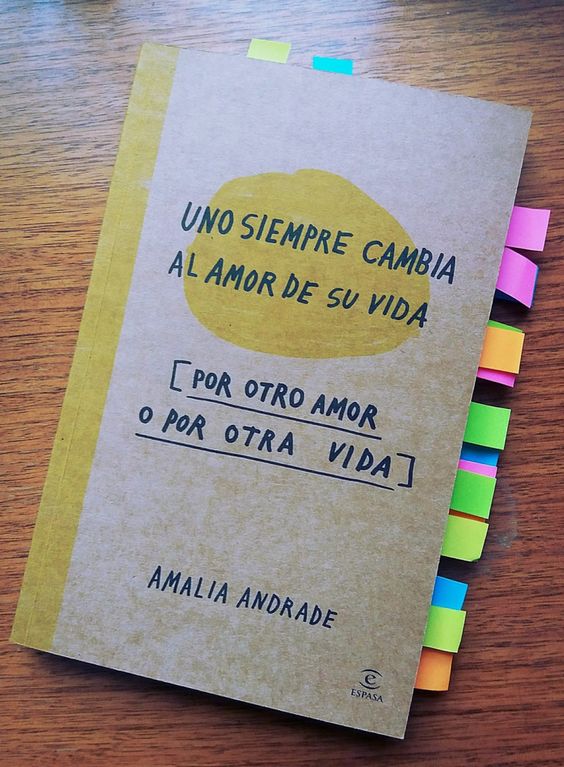 UNO SIEMPRE CAMBIA
AL AMOR DE SU VIDA
[POR OTRO AMOR
O POR OTRA VIDA]
AMALIA ANDRADE
e
ESPASA